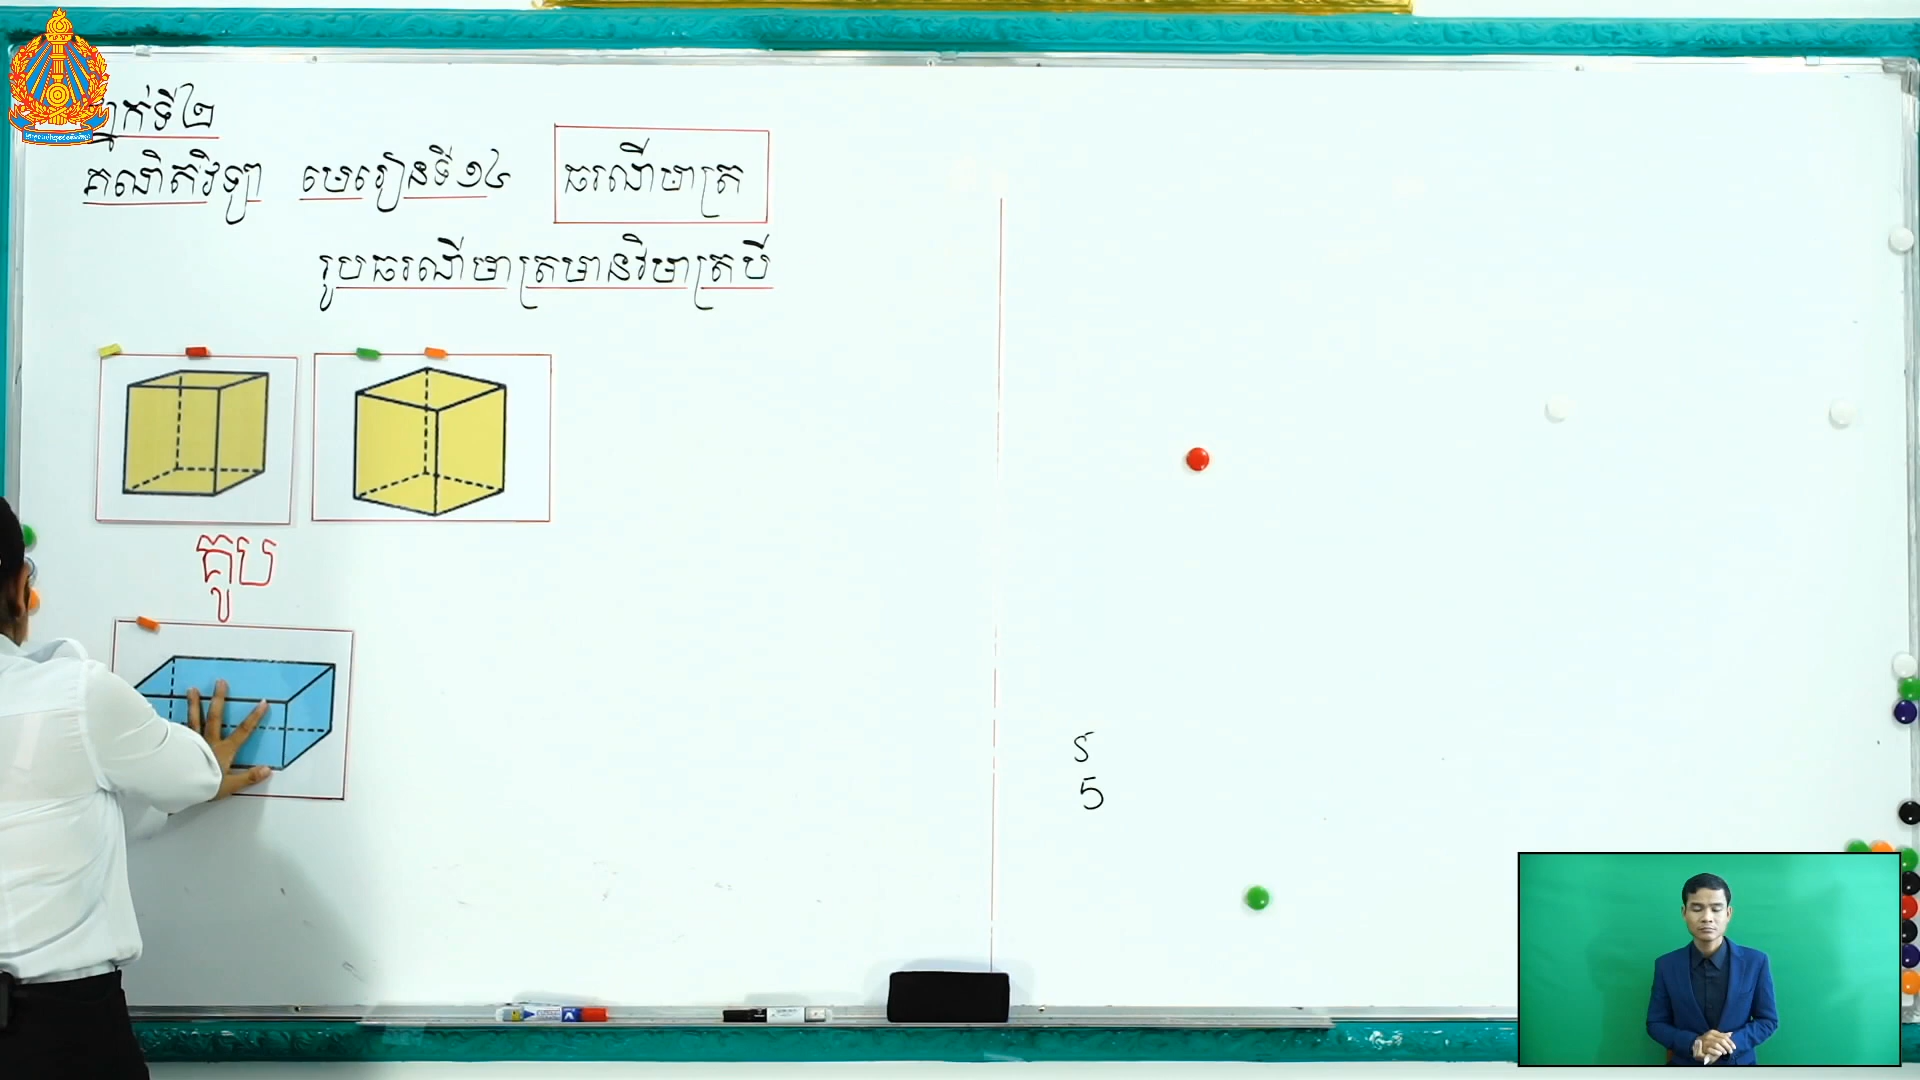 ថ្នាក់ទី២
គណិតវិទ្យា មេរៀនទី១៤ ធរណីមាត្រ
រូបធរណីមាត្រមានវិមាត្របី
គូប
5
5